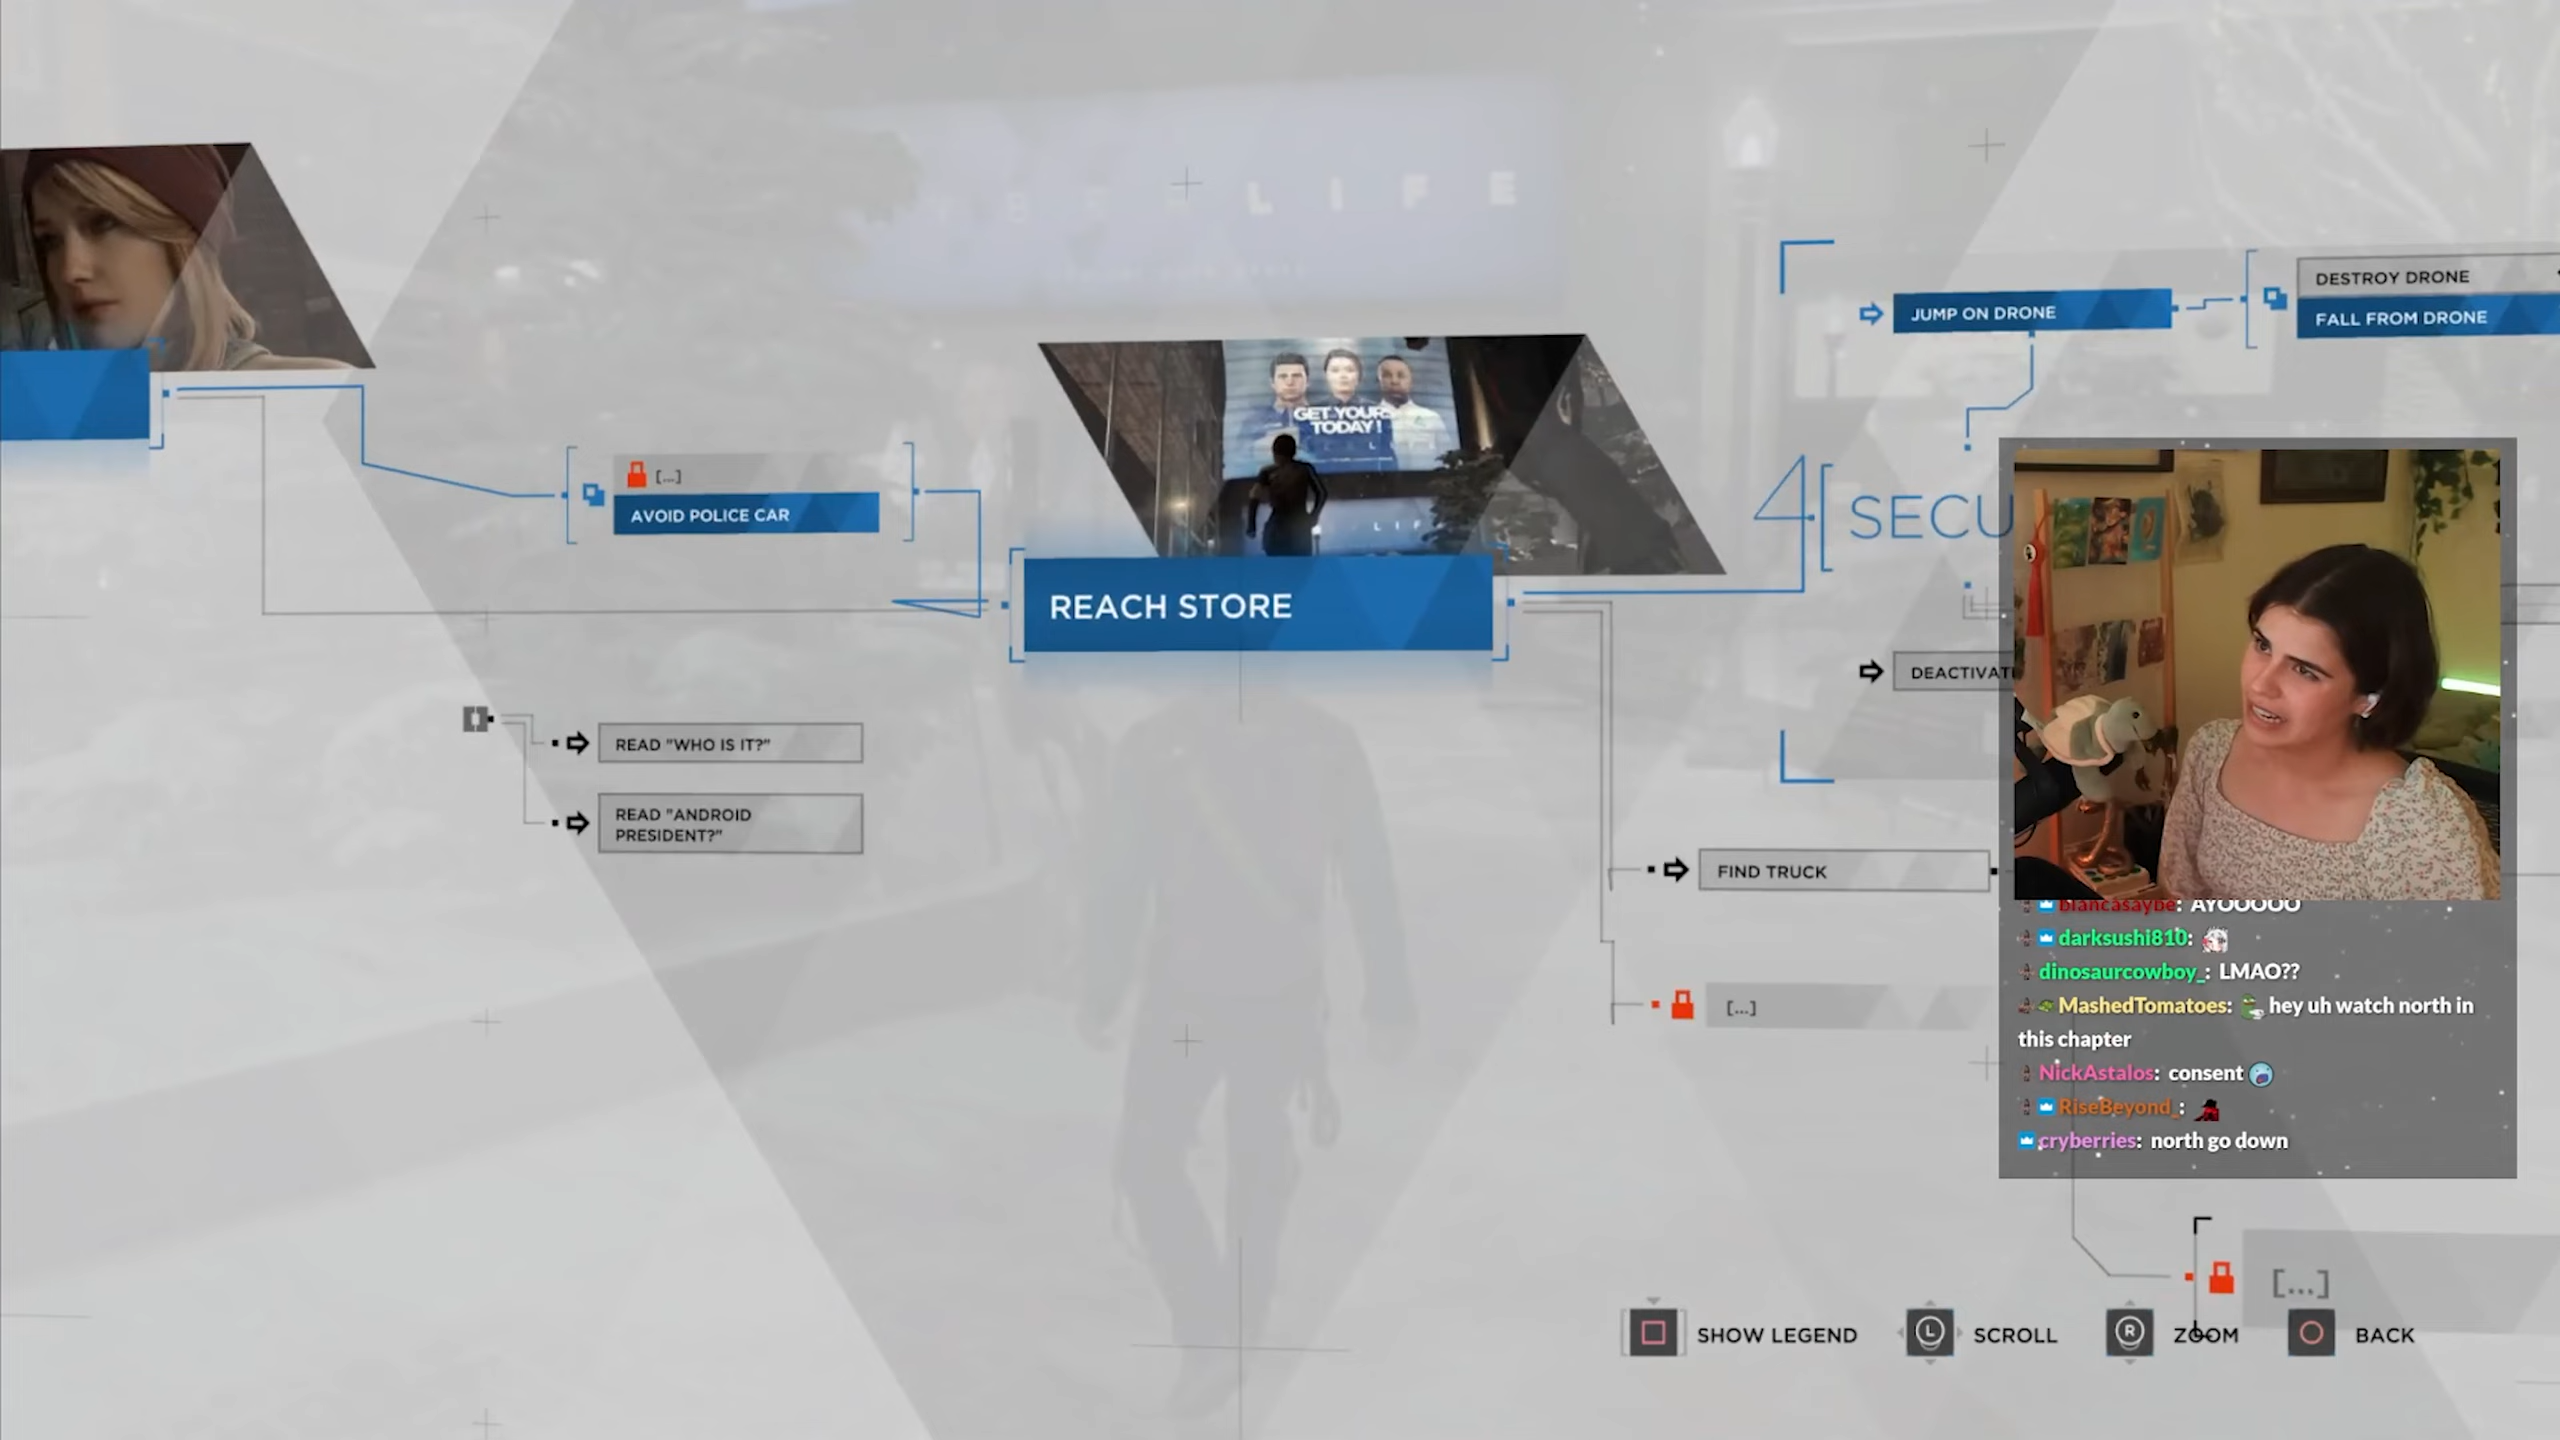 L I F E
GET YOURS
TODAY!
L I F
DESTROY DRONE
JUMP ON DRONE
FALL FROM DRONE
[...]
AVOID POLICE CAR
4
SECU
REACH STORE
DEACTIVAT
READ "WHO IS IT?"
READ "ANDROID
PRESIDENT?"
FIND TRUCK
[...]
biancasaybe: AYOOOOO
darksushi810:
dinosaurcowboy_: LMAO??
MashedTomatoes: hey uh watch north in
this chapter
NickAstalos: consent
RiseBeyond_:
cryberries: north go down
[...]
SHOW LEGEND
L SCROLL
R ZOOM
BACK